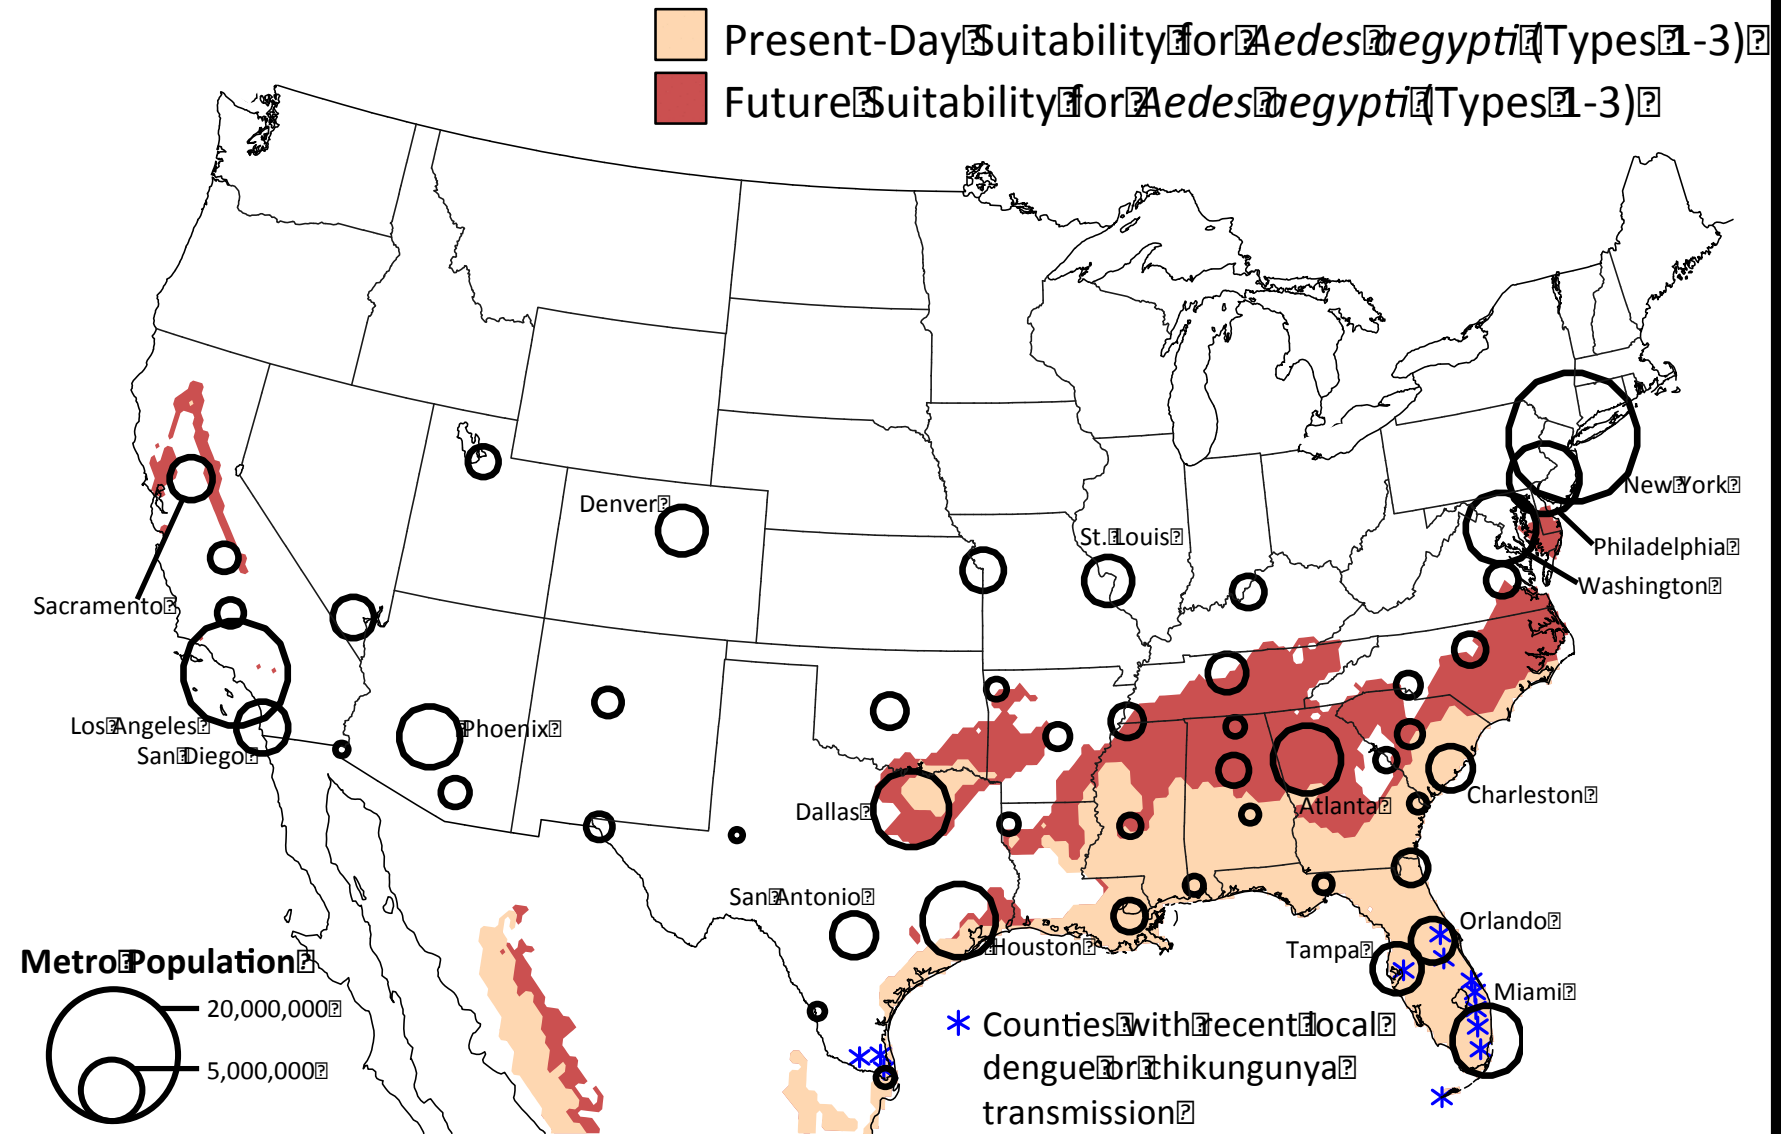 Present-Day Suitability for Aedes aegypti (Types 1-3)
Future Suitability for Aedes aegypti (Types 1-3)
Denver
St. Louis
New York
Philadelphia
Washington
Sacramento
Los Angeles
San Diego
Phoenix
Dallas
Atlanta
Charleston
San Antonio
Houston
Tampa
Orlando
Miami
Metro Population
20,000,000
5,000,000
Counties with recent local
dengue or chikungunya
transmission